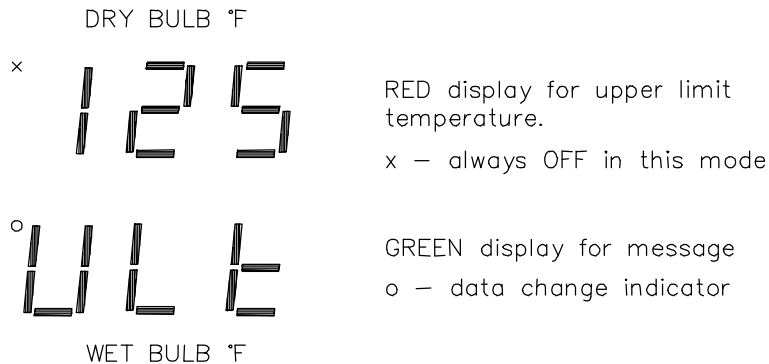 DRY BULB °F
x
125
RED display for upper limit
temperature.
x — always OFF in this mode
o
ULt
GREEN display for message
o — data change indicator
WET BULB °F